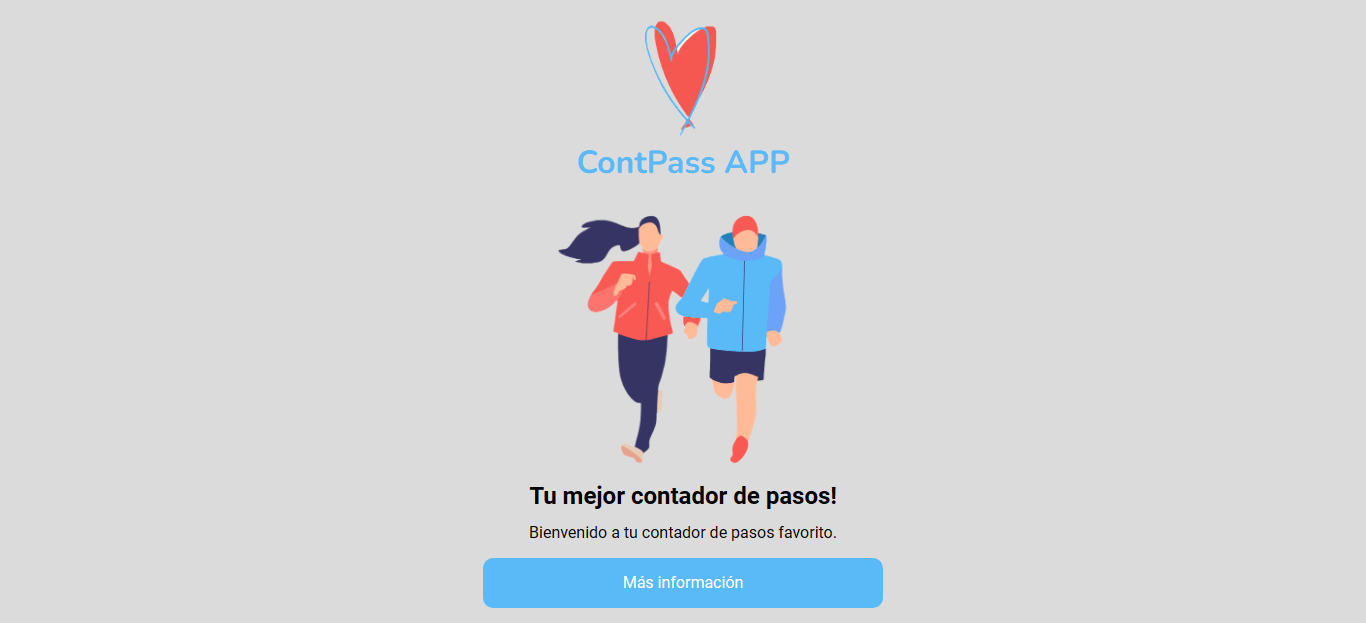 ContPass APP
Tu mejor contador de pasos!
Bienvenido a tu contador de pasos favorito.
Más información